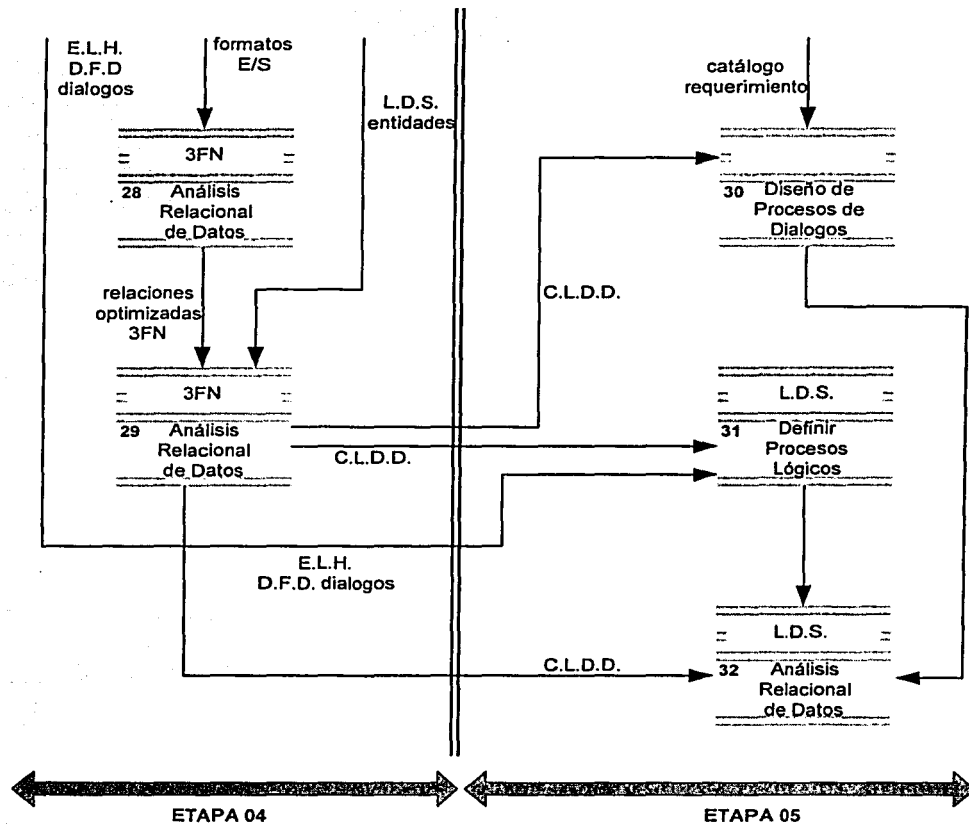 E.L.H.
D.F.D
dialogos
formatos
E/S
L.D.S.
entidades
3FN
28 Análisis
Relacional
de Datos
relaciones
optimizadas
3FN
3FN
29 Análisis
Relacional
de Datos
C.L.D.D.
C.L.D.D.
E.L.H.
D.F.D. dialogos
C.L.D.D.
catálogo
requerimiento
30 Diseño de
Procesos de
Dialogos
L.D.S.
31 Definir
Procesos
Lógicos
L.D.S.
32 Análisis
Relacional
de Datos
ETAPA 04
ETAPA 05